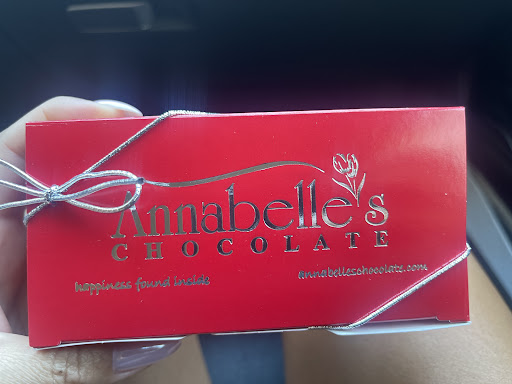 Annabelle's
CHOCOLATE
happiness found inside
annabelleschocolate.com